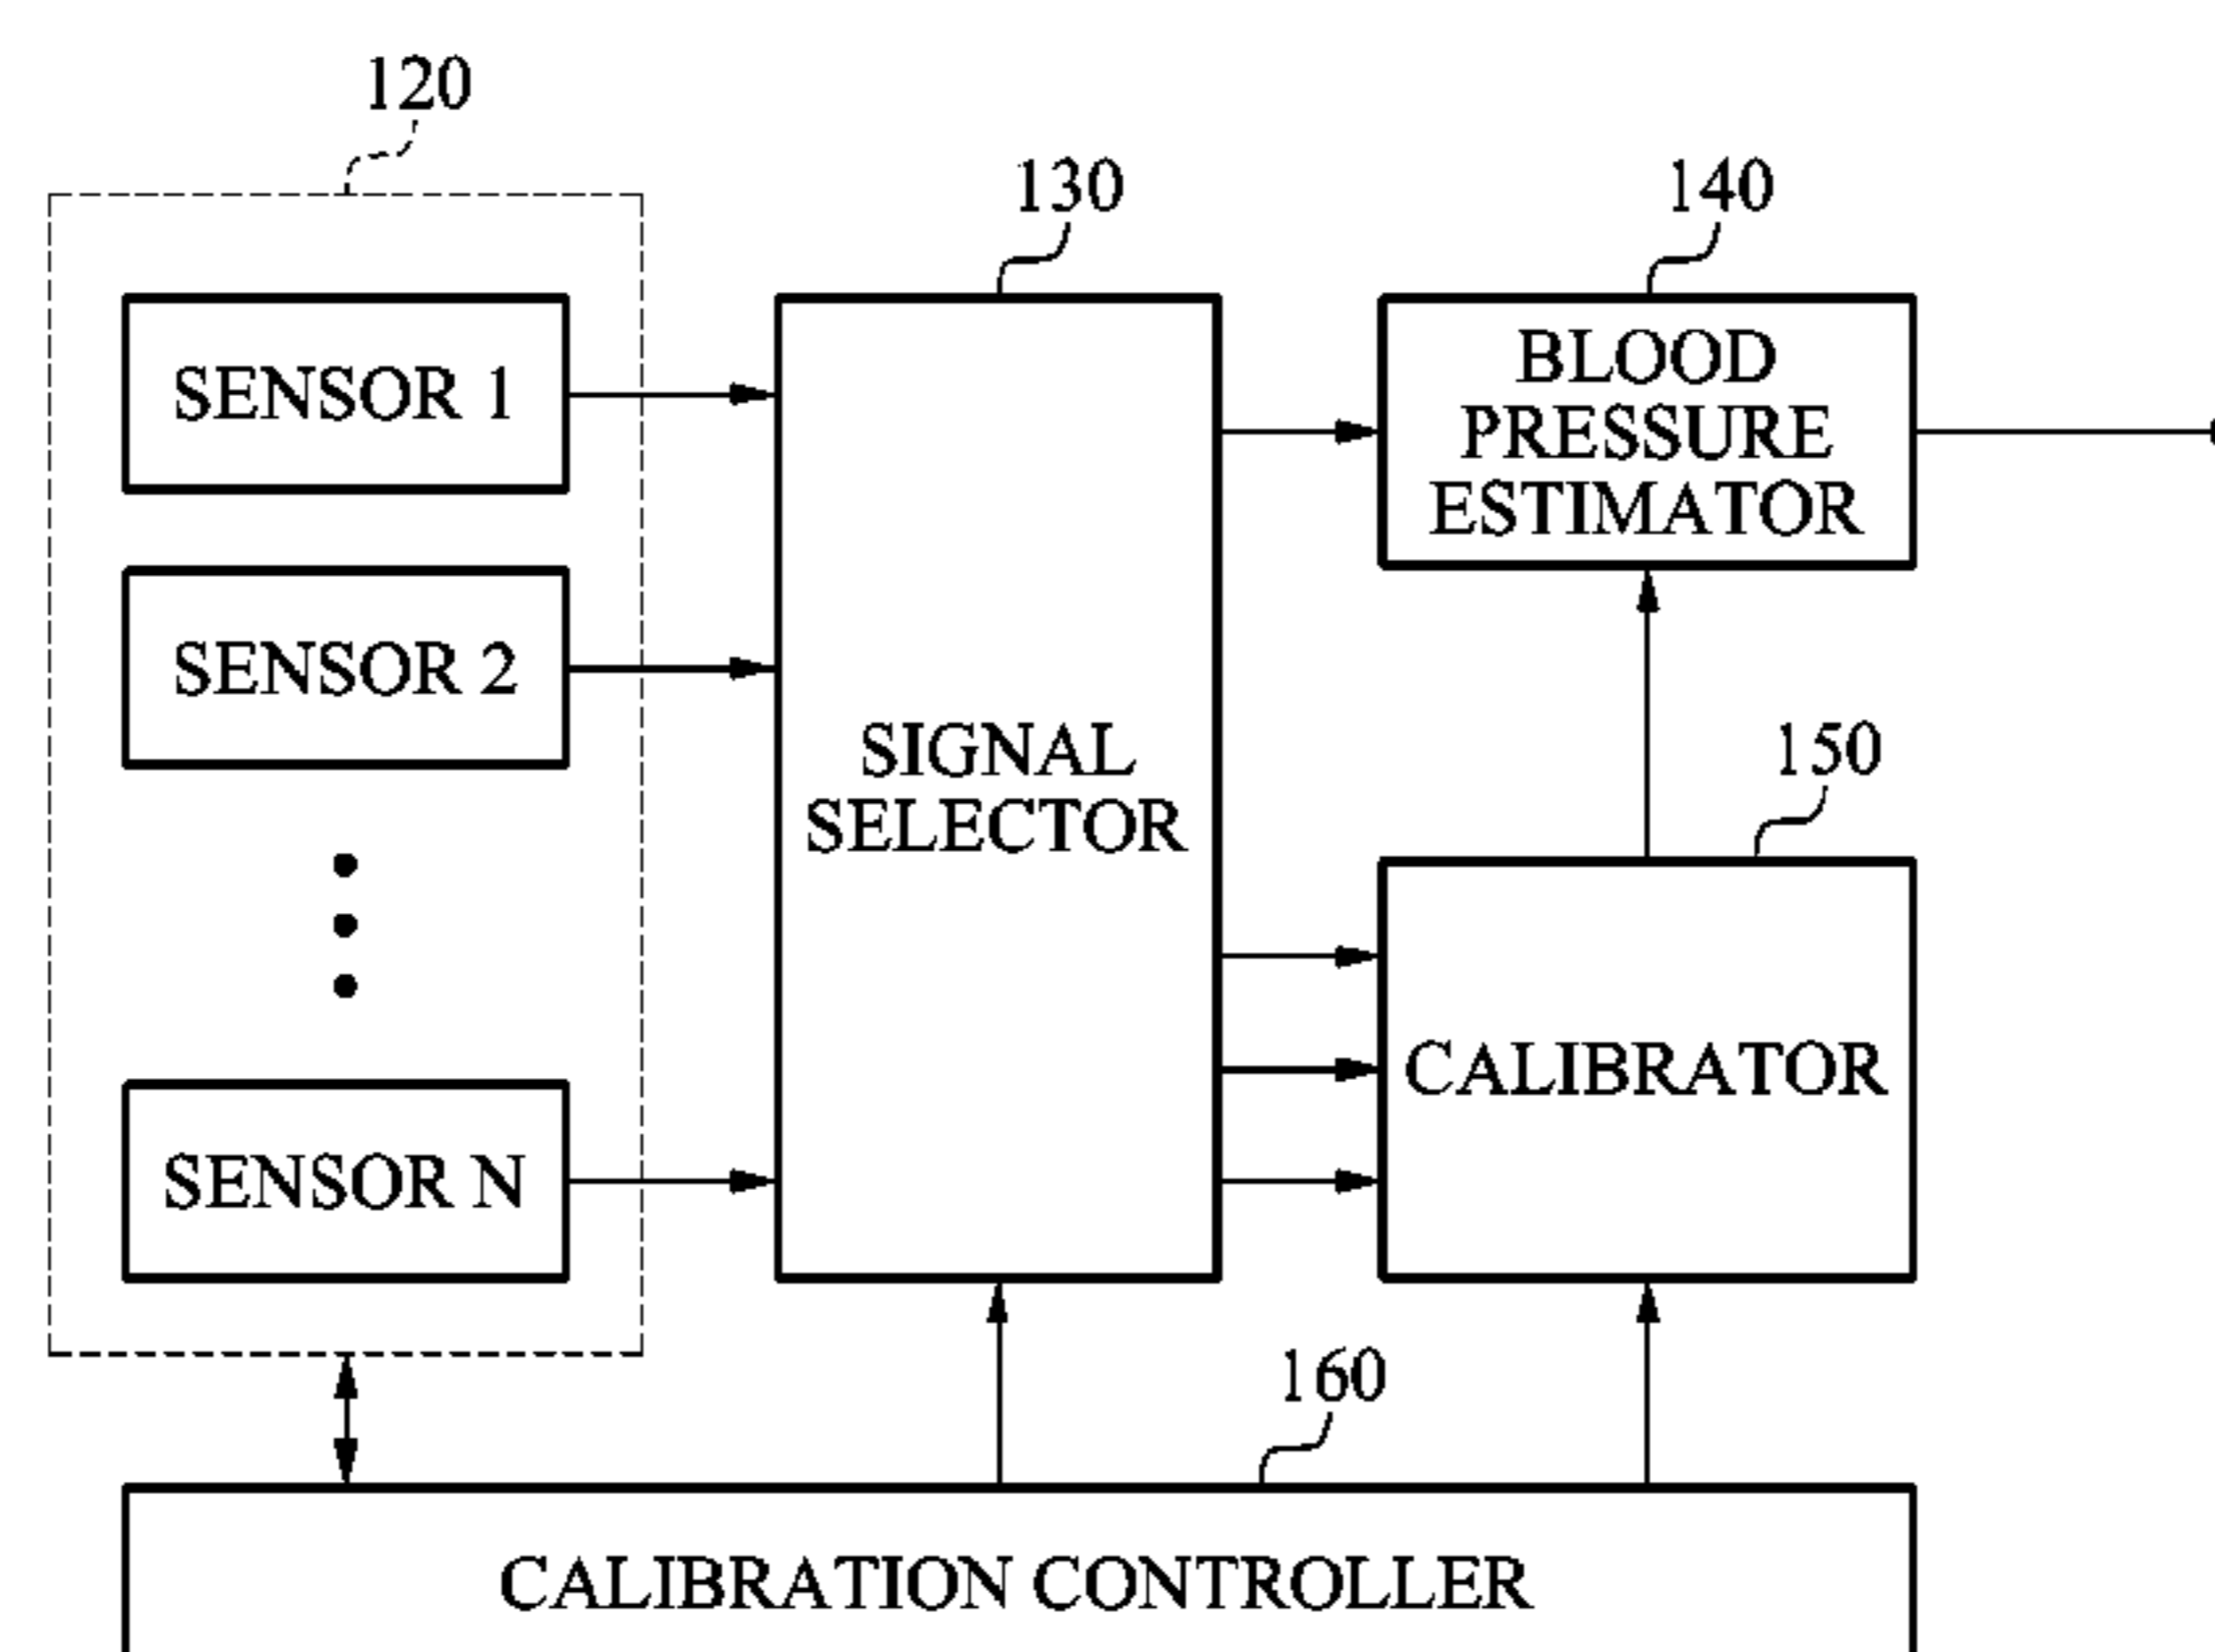 120
130
140
SENSOR 1
BLOOD
PRESSURE
ESTIMATOR
SENSOR 2
SIGNAL
SELECTOR
150
CALIBRATOR
SENSOR N
160
CALIBRATION CONTROLLER